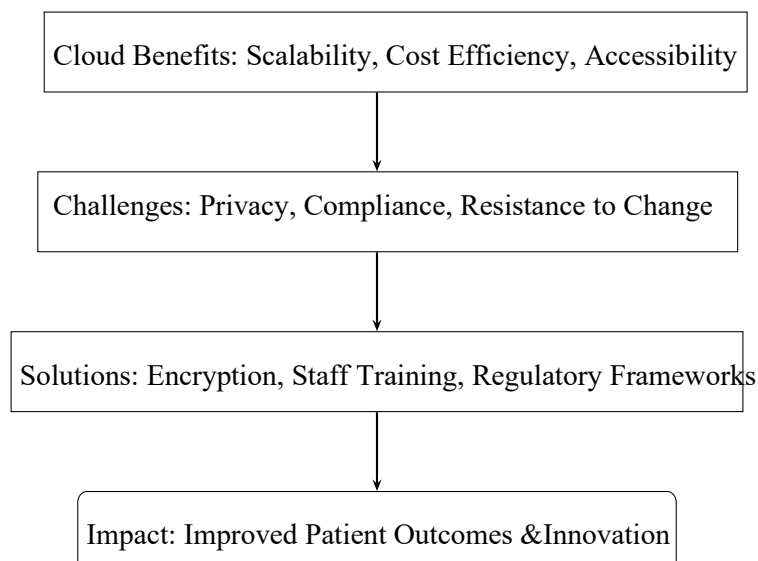 Cloud Benefits: Scalability, Cost Efficiency, Accessibility
Challenges: Privacy, Compliance, Resistance to Change
Solutions: Encryption, Staff Training, Regulatory Frameworks
Impact: Improved Patient Outcomes &Innovation